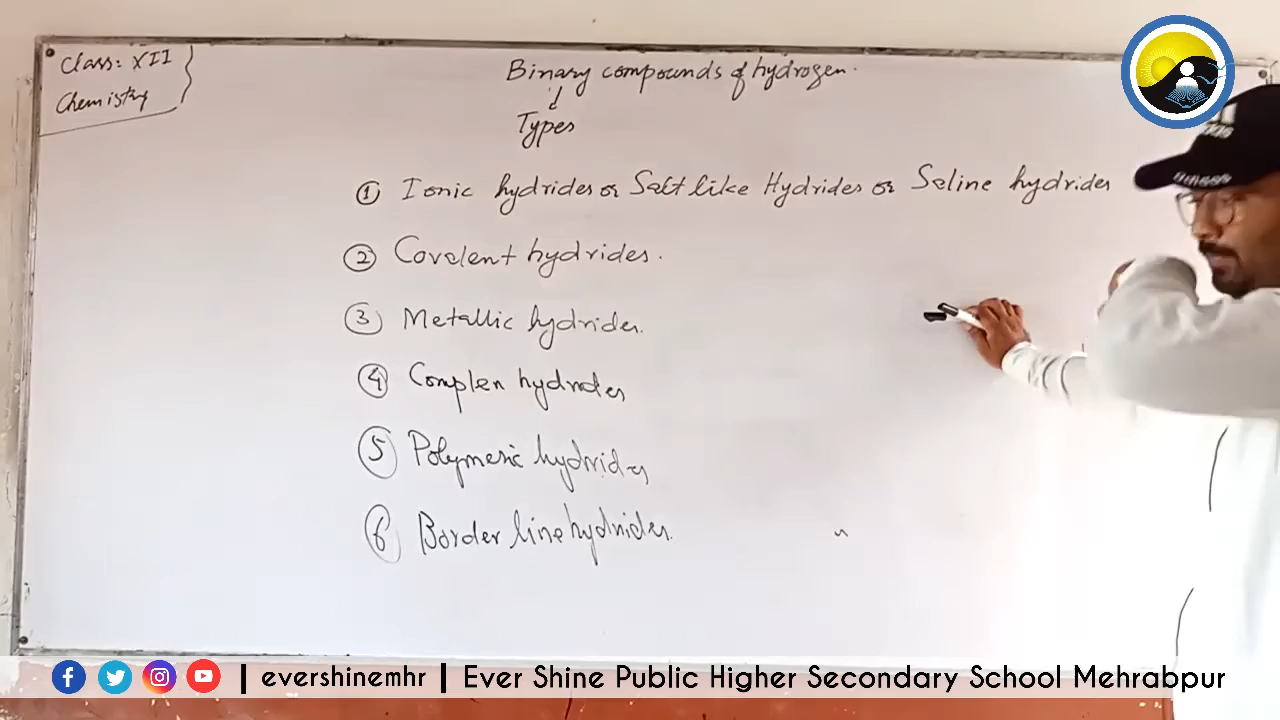 Class: XII
Chemistry
Binary compounds of hydrogen.
Types
① Ionic hydrides or Salt like Hydrides or Saline hydrides
② Covalent hydrides.
③ Metallic hydrides.
④ Complex hydrides
⑤ Polymeric hydrides
⑥ Border line hydrides.
| evershinemhr | Ever Shine Public Higher Secondary School Mehrabpur